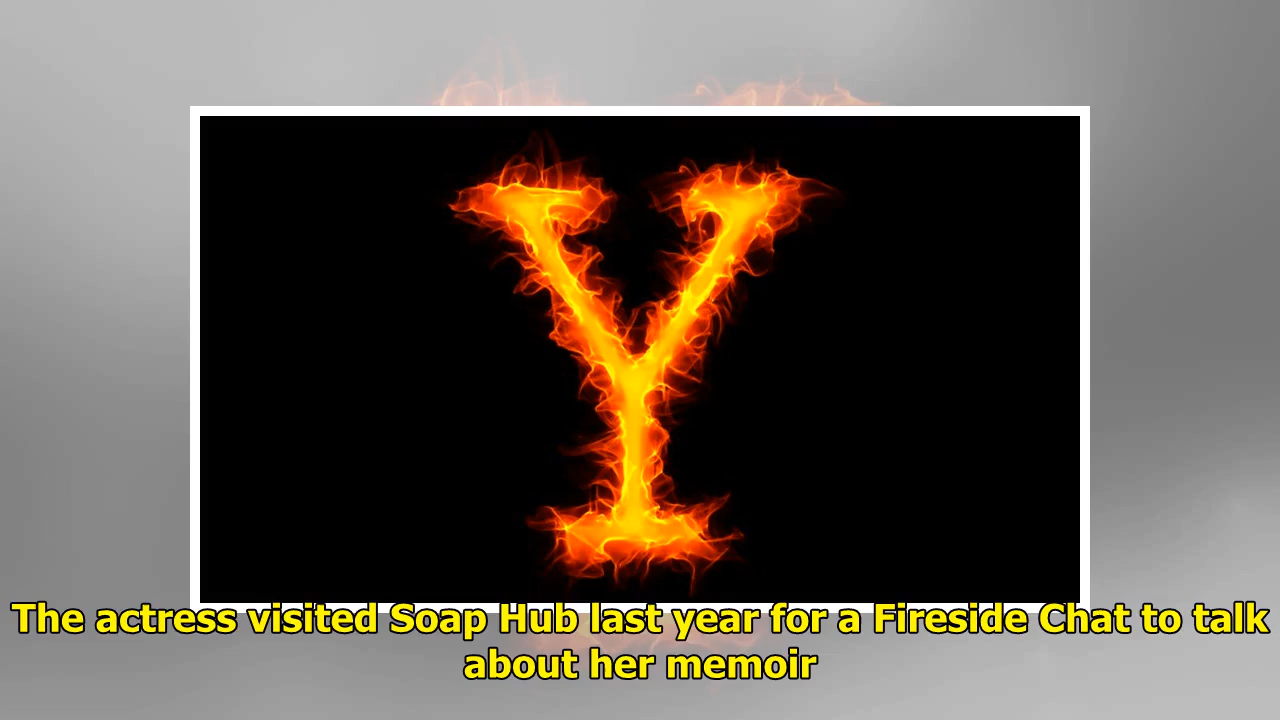 Y
The actress visited Soap Hub last year for a Fireside Chat to talk
about her memoir